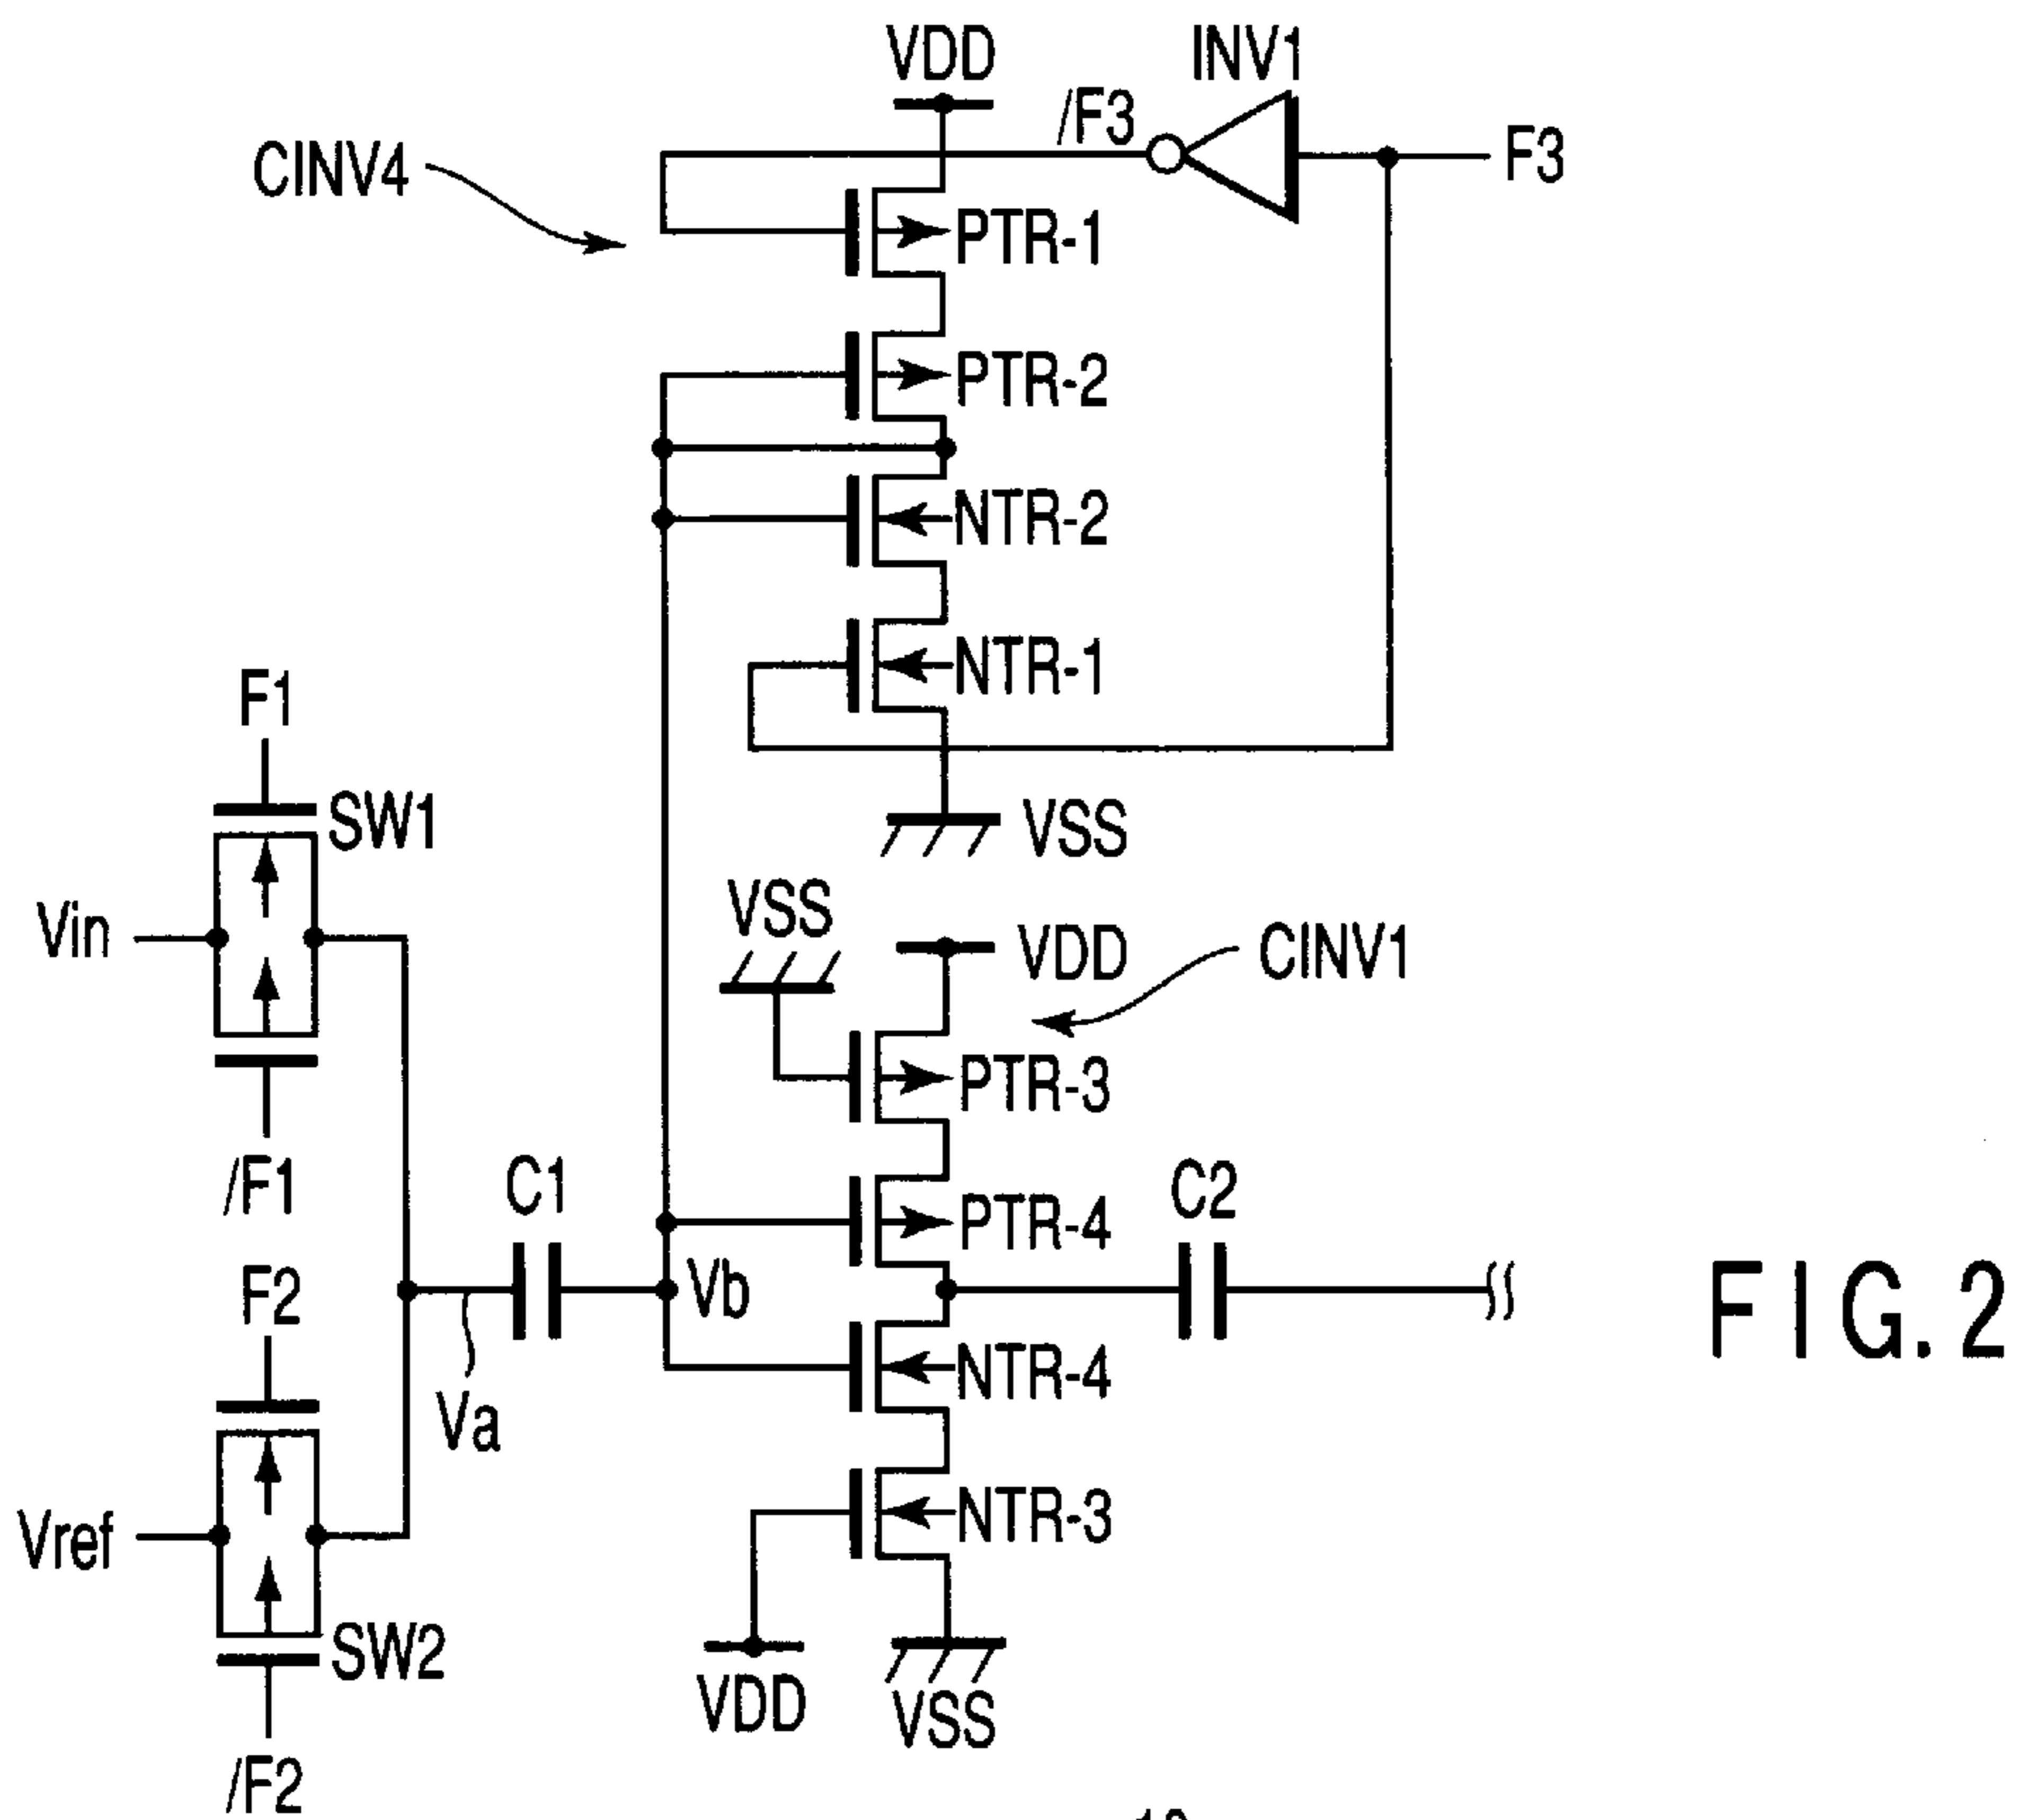 VDD
INV1
/F3
F3
CINV4
PTR-1
PTR-2
NTR-2
NTR-1
VSS
F1
SW1
Vin
/F1
VSS
VDD
CINV1
PTR-3
C1
PTR-4
C2
Vb
F2
Va
NTR-4
FIG. 2
Vref
NTR-3
SW2
VDD
VSS
/F2